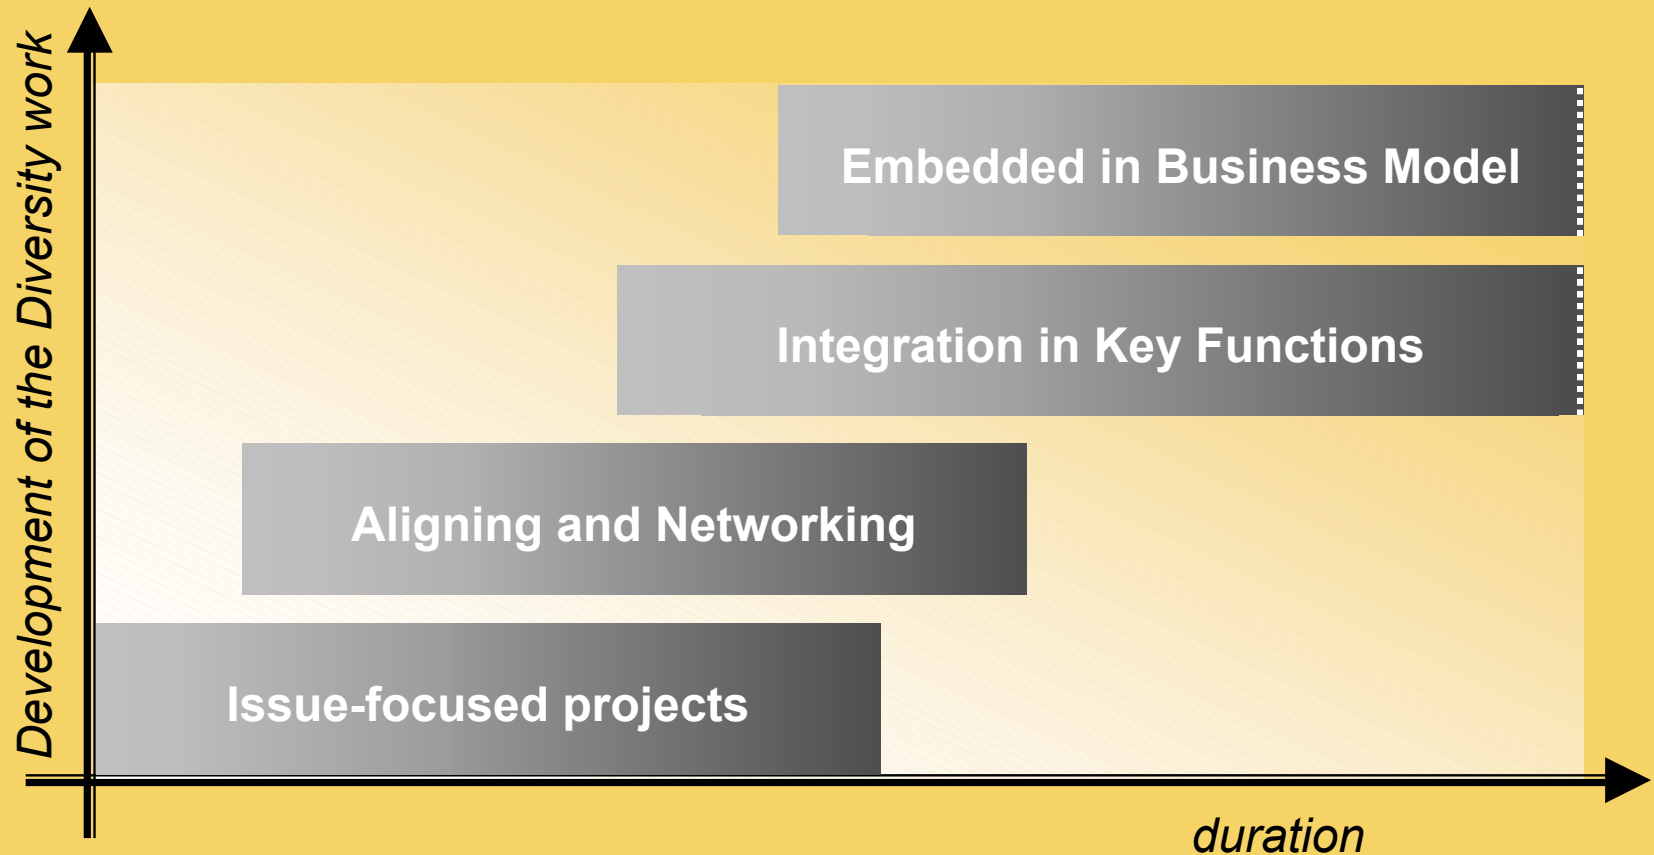 Development of the Diversity work
Embedded in Business Model
Integration in Key Functions
Aligning and Networking
Issue-focused projects
duration